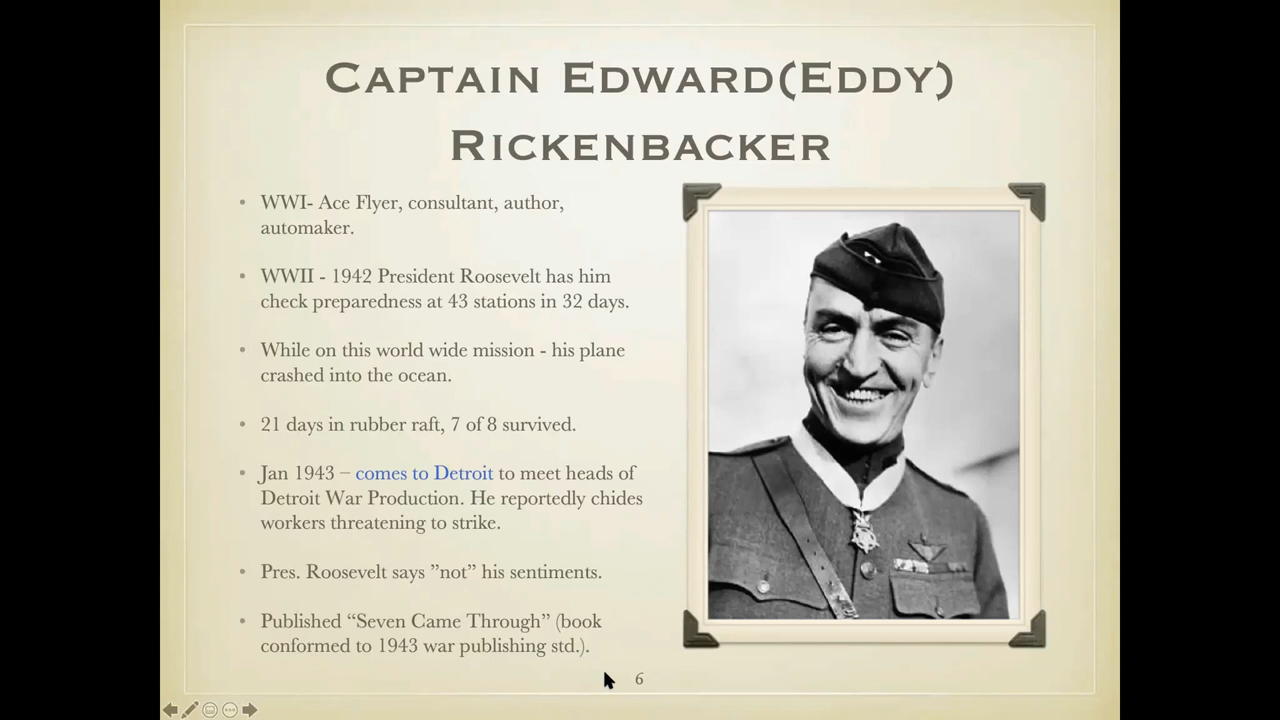 CAPTAIN EDWARD(EDDY)
RICKENBACKER
• WWI- Ace Flyer, consultant, author,
automaker.
• WWII - 1942 President Roosevelt has him
check preparedness at 43 stations in 32 days.
• While on this world wide mission - his plane
crashed into the ocean.
• 21 days in rubber raft, 7 of 8 survived.
• Jan 1943 – comes to Detroit to meet heads of
Detroit War Production. He reportedly chides
workers threatening to strike.
• Pres. Roosevelt says ”not” his sentiments.
• Published “Seven Came Through” (book
conformed to 1943 war publishing std.).
6